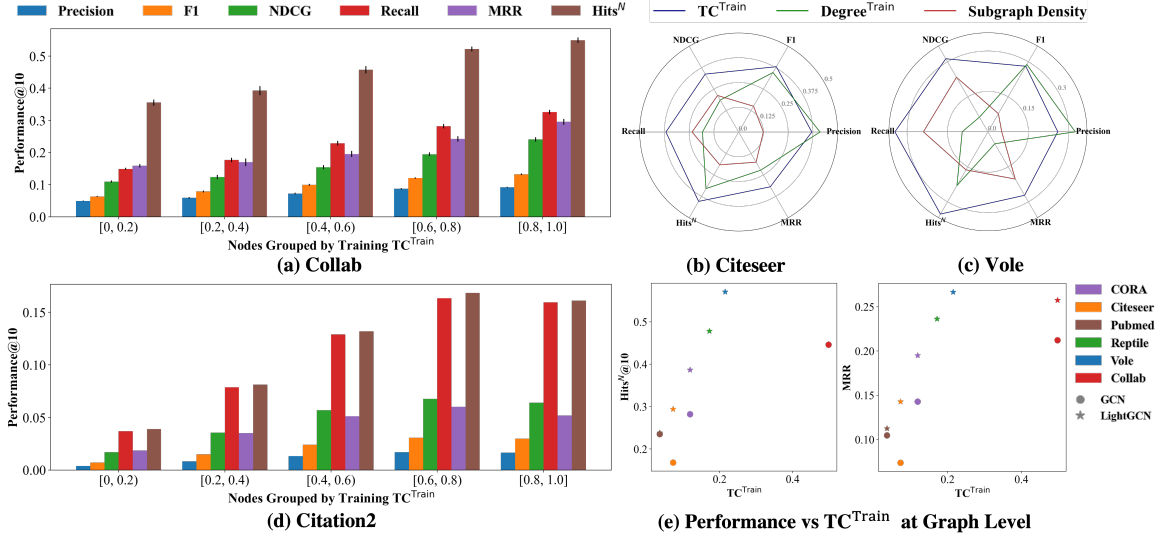 Precision F1 NDCG Recall MRR Hits^N
Performance@10
0.5
0.4
0.3
0.2
0.1
0.0
[0, 0.2) [0.2, 0.4) [0.4, 0.6) [0.6, 0.8) [0.8, 1.0]
Nodes Grouped by Training TC^Train
(a) Collab
TC^Train Degree^Train Subgraph Density
NDCG F1
0.5
0.375
0.25
0.125
0.0
Recall Precision
Hits^N MRR
(b) Citeseer
NDCG F1
0.3
0.15
0.0
Recall Precision
Hits^N MRR
(c) Vole
Performance@10
0.15
0.10
0.05
0.00
[0, 0.2) [0.2, 0.4) [0.4, 0.6) [0.6, 0.8) [0.8, 1.0]
Nodes Grouped by Training TC^Train
(d) Citation2
Hits^N@10
0.5
0.4
0.3
0.2
0.2 0.4
TC^Train
MRR
0.25
0.20
0.15
0.10
0.2 0.4
TC^Train
CORA
Citeseer
Pubmed
Reptile
Vole
Collab
GCN
LightGCN
(e) Performance vs TC^Train at Graph Level